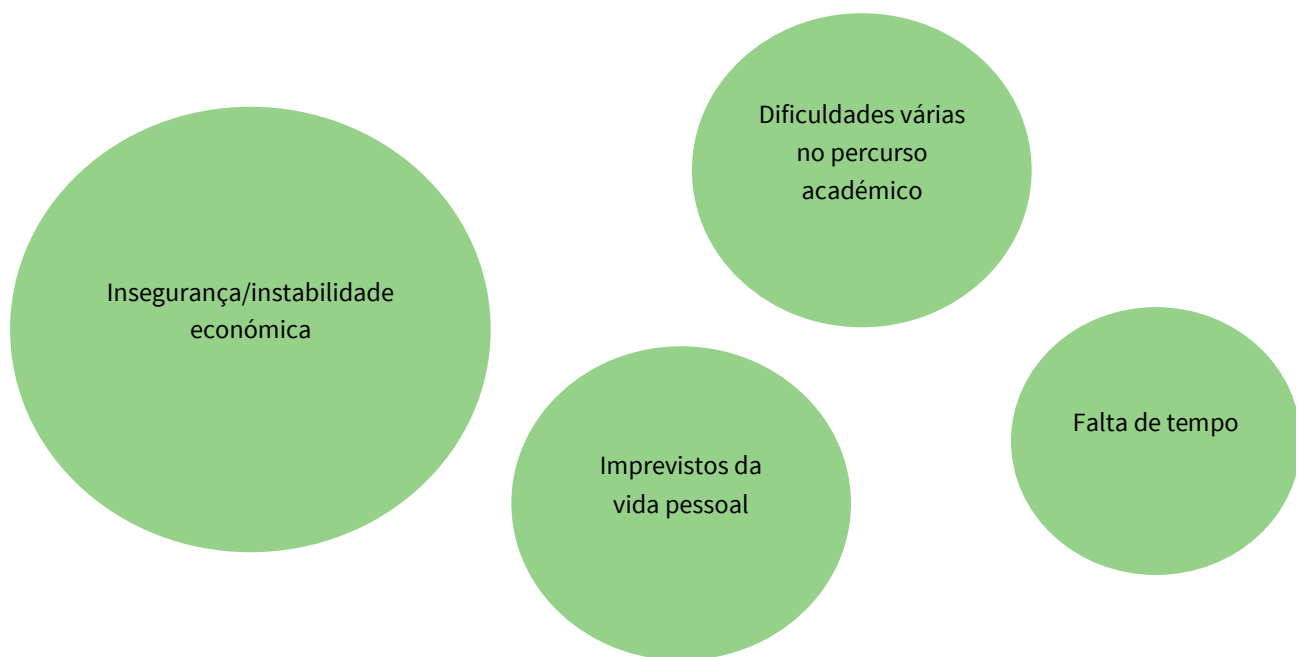 Dificuldades várias
no percurso
académico
Insegurança/instabilidade
económica
Falta de tempo
Imprevistos da
vida pessoal